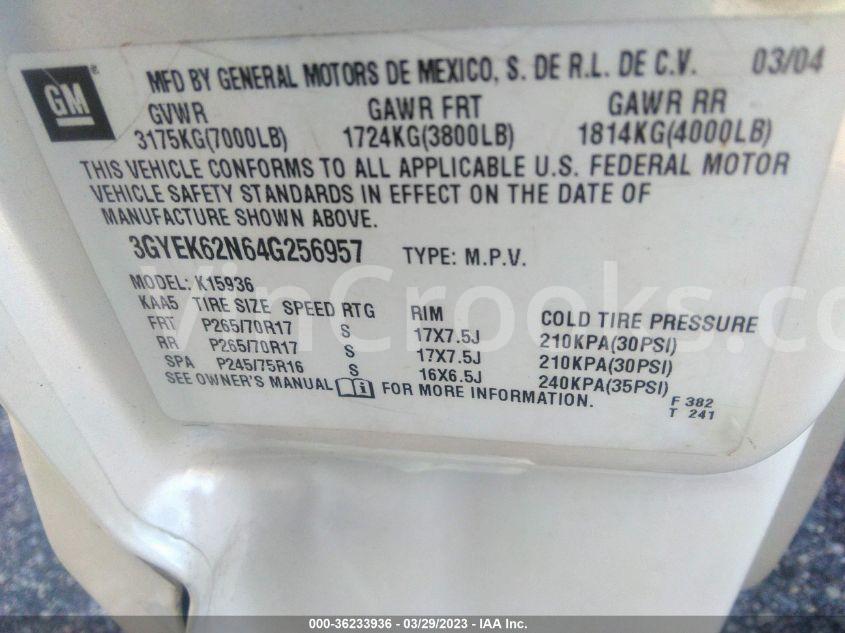 GM
®
MFD BY GENERAL MOTORS DE MEXICO, S. DE R.L. DE C.V. 03/04
GVWR GAWR FRT GAWR RR
3175KG(7000LB) 1724KG(3800LB) 1814KG(4000LB)
THIS VEHICLE CONFORMS TO ALL APPLICABLE U.S. FEDERAL MOTOR
VEHICLE SAFETY STANDARDS IN EFFECT ON THE DATE OF
MANUFACTURE SHOWN ABOVE.
3GYEK62N64G256957 TYPE: M.P.V.
MODEL: K15936
KAA5 TIRE SIZE SPEED RTG RIM COLD TIRE PRESSURE
FRT P265/70R17 S 17X7.5J 210KPA(30PSI)
RR P265/70R17 S 17X7.5J 210KPA(30PSI)
SPA P245/75R16 S 16X6.5J 240KPA(35PSI)
SEE OWNER'S MANUAL FOR MORE INFORMATION.
F 382
T 241
VinCrooks.com
000-36233936 - 03/29/2023 - IAA Inc.